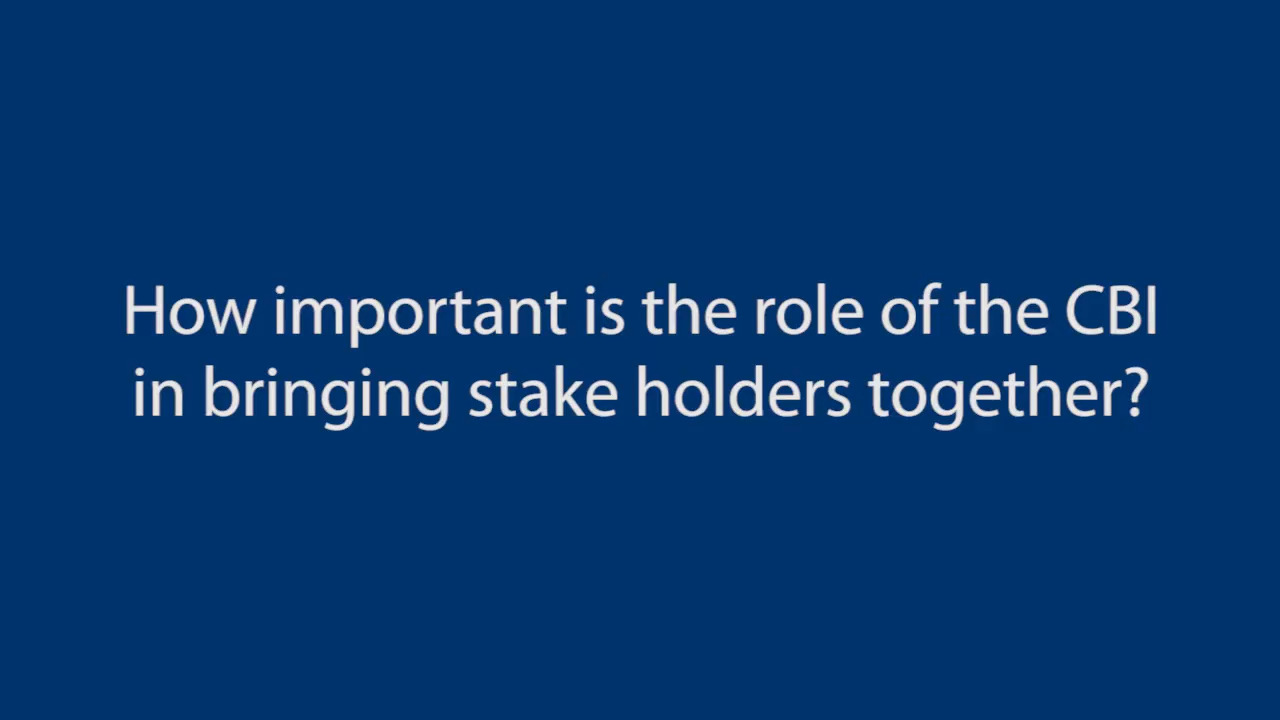 How important is the role of the CBI
in bringing stake holders together?